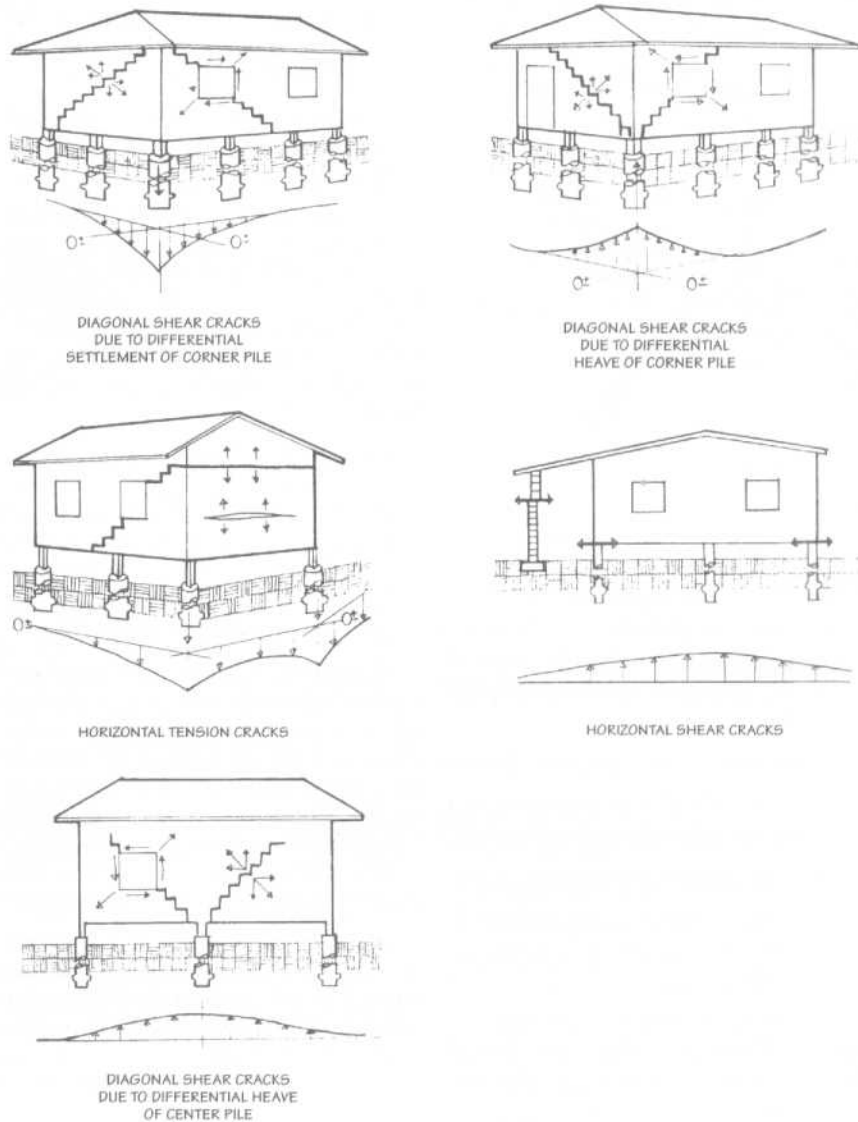 O±
O±
DIAGONAL SHEAR CRACKS
DUE TO DIFFERENTIAL
SETTLEMENT OF CORNER PILE
O±
O±
DIAGONAL SHEAR CRACKS
DUE TO DIFFERENTIAL
HEAVE OF CORNER PILE
O±
O±
HORIZONTAL TENSION CRACKS
HORIZONTAL SHEAR CRACKS
DIAGONAL SHEAR CRACKS
DUE TO DIFFERENTIAL HEAVE
OF CENTER PILE